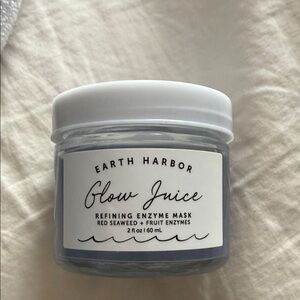 EARTH HARBOR
Glow Juice
REFINING ENZYME MASK
RED SEAWEED + FRUIT ENZYMES
2 fl oz | 60 mL